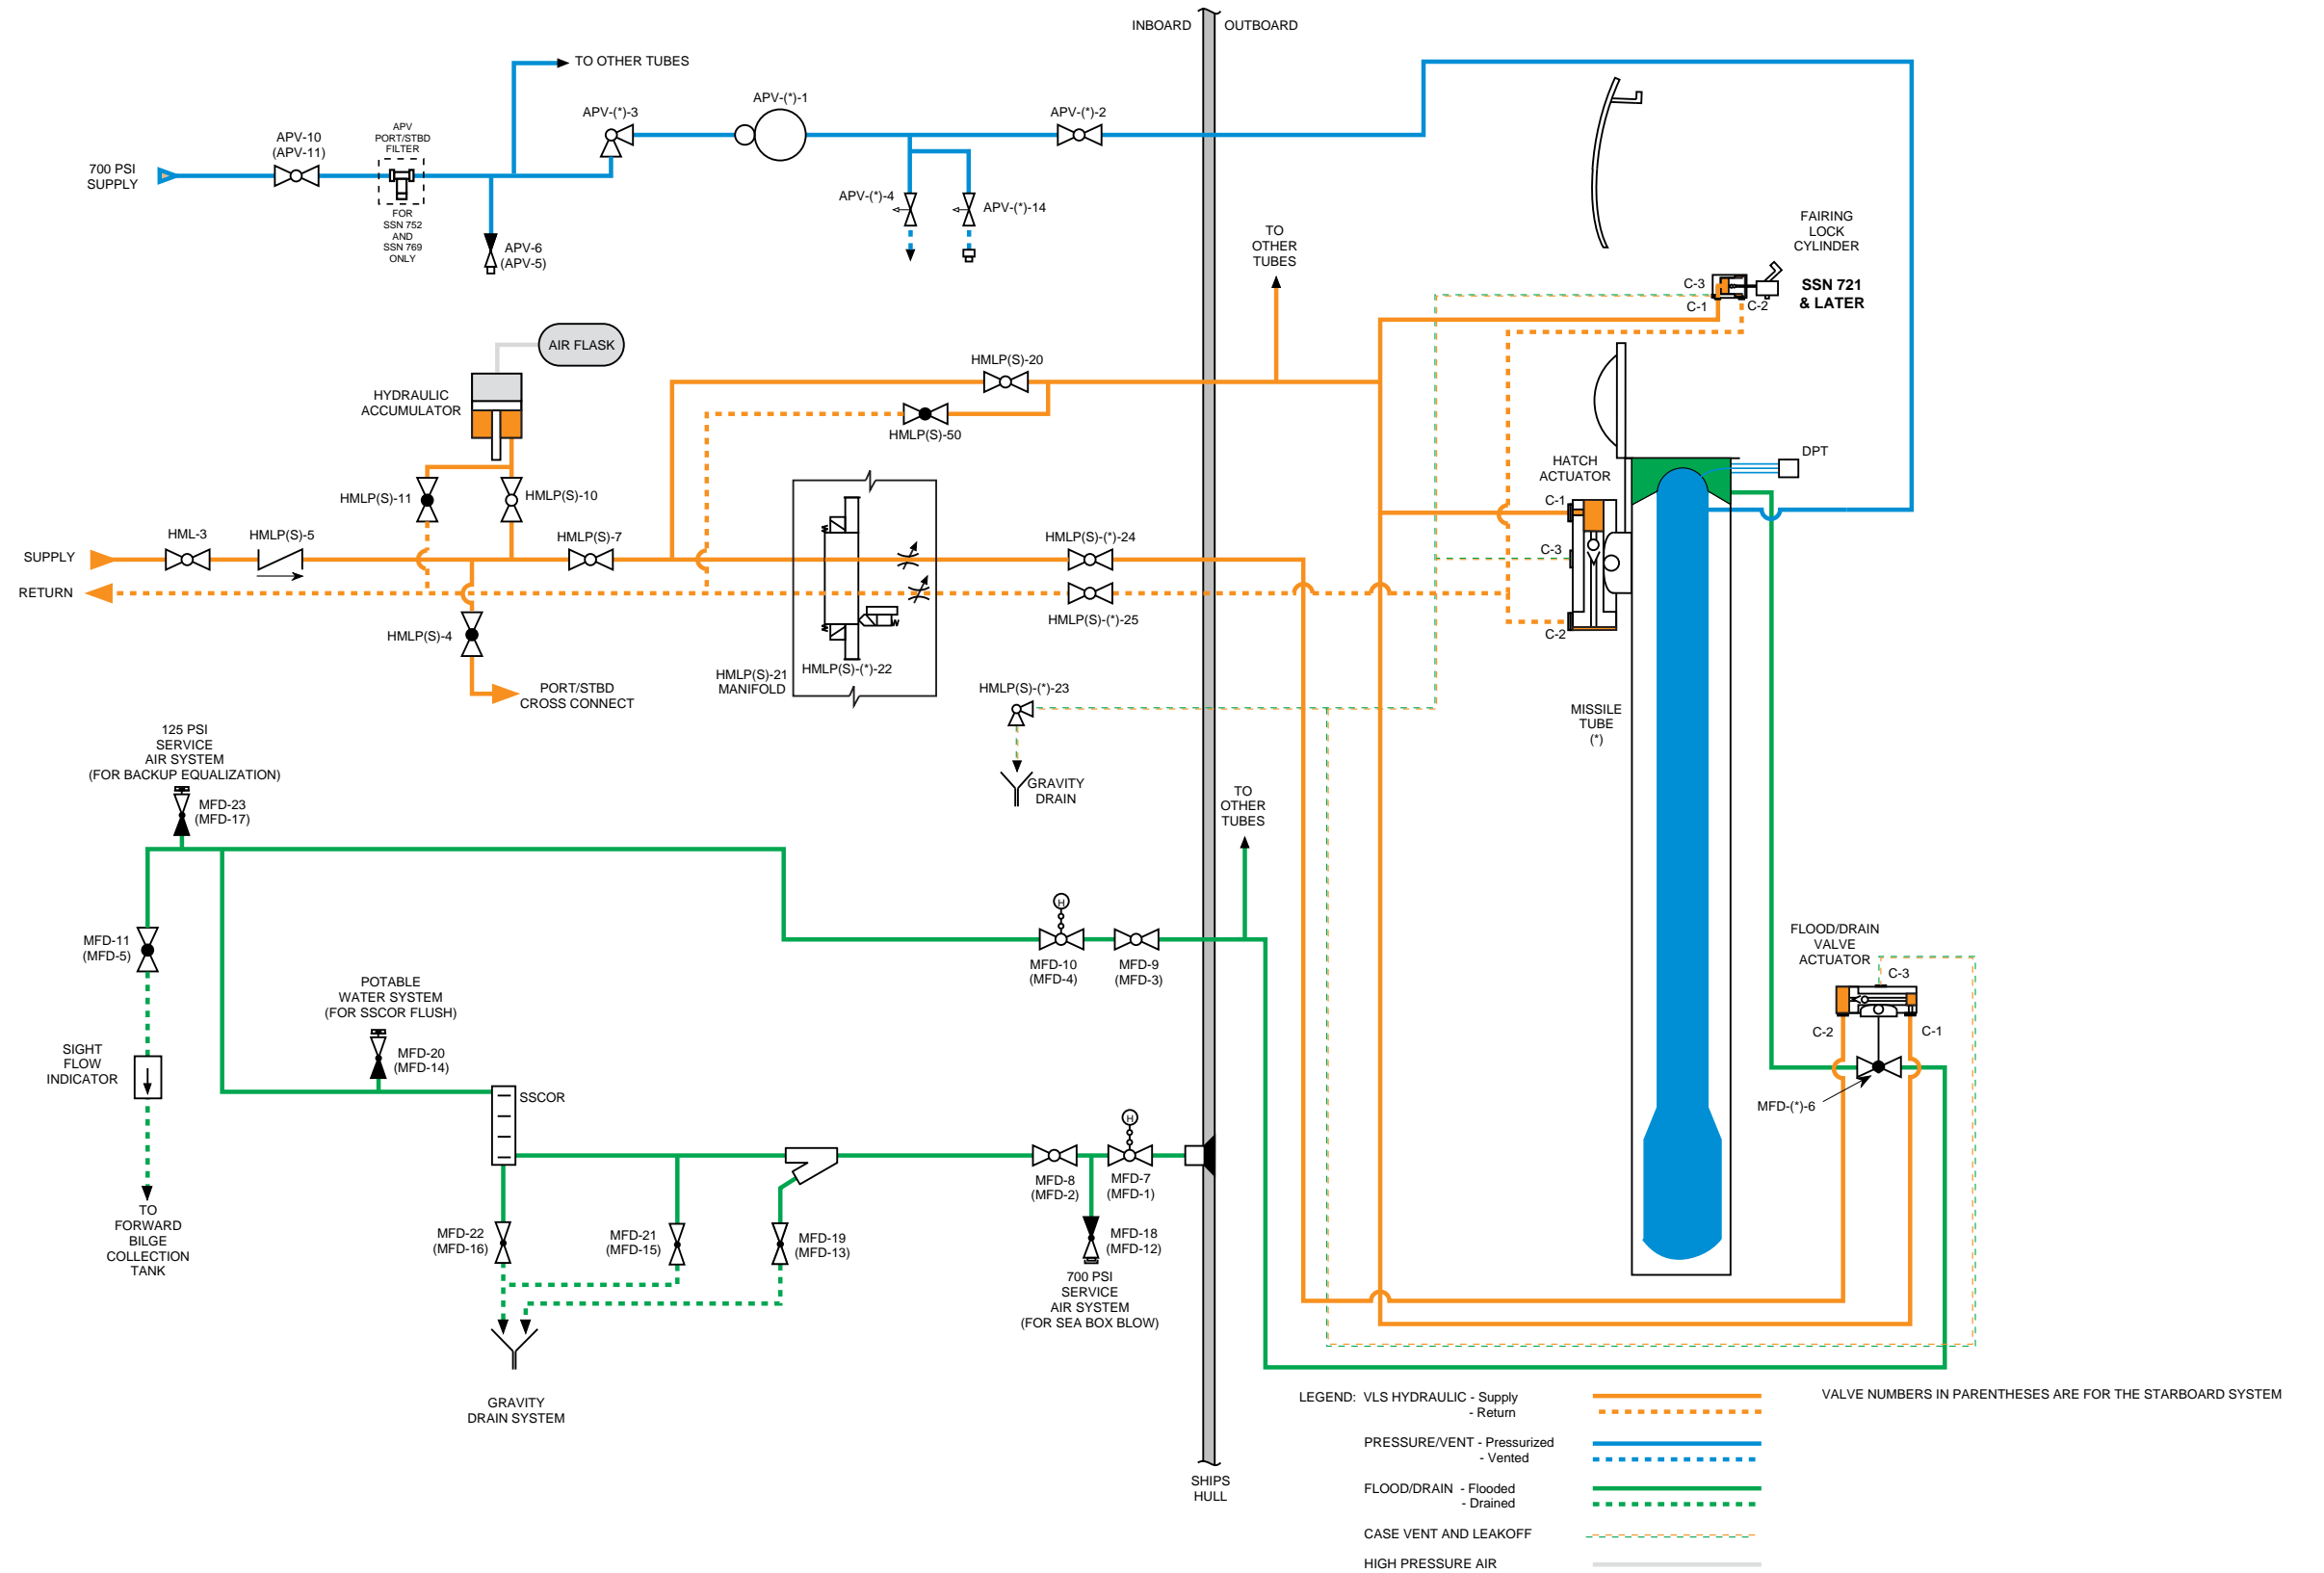 INBOARD
OUTBOARD
TO OTHER TUBES
APV-(*)-3
APV-(*)-1
APV-(*)-2
APV-10
(APV-11)
APV
PORT/STBD
FILTER
700 PSI
SUPPLY
FOR
SSN 752
AND
SSN 769
ONLY
APV-6
(APV-5)
APV-(*)-4
APV-(*)-14
TO
OTHER
TUBES
FAIRING
LOCK
CYLINDER
SSN 721
& LATER
C-3
C-1
C-2
AIR FLASK
HYDRAULIC
ACCUMULATOR
HMLP(S)-20
HMLP(S)-50
HMLP(S)-11
HMLP(S)-10
HML-3
HMLP(S)-5
HMLP(S)-7
HMLP(S)-(*)-24
SUPPLY
RETURN
HMLP(S)-(*)-25
HMLP(S)-4
PORT/STBD
CROSS CONNECT
HMLP(S)-21
MANIFOLD
HMLP(S)-(*)-22
HMLP(S)-(*)-23
GRAVITY
DRAIN
HATCH
ACTUATOR
C-1
C-3
C-2
DPT
MISSILE
TUBE
(*)
125 PSI
SERVICE
AIR SYSTEM
(FOR BACKUP EQUALIZATION)
MFD-23
(MFD-17)
TO
OTHER
TUBES
H
MFD-10
(MFD-4)
MFD-9
(MFD-3)
MFD-11
(MFD-5)
POTABLE
WATER SYSTEM
(FOR SSCOR FLUSH)
MFD-20
(MFD-14)
SIGHT
FLOW
INDICATOR
SSCOR
FLOOD/DRAIN
VALVE
ACTUATOR
C-3
C-2
C-1
MFD-(*)-6
H
MFD-8
(MFD-2)
MFD-7
(MFD-1)
TO
FORWARD
BILGE
COLLECTION
TANK
MFD-22
(MFD-16)
MFD-21
(MFD-15)
MFD-19
(MFD-13)
MFD-18
(MFD-12)
700 PSI
SERVICE
AIR SYSTEM
(FOR SEA BOX BLOW)
GRAVITY
DRAIN SYSTEM
SHIPS
HULL
LEGEND: VLS HYDRAULIC - Supply
- Return
PRESSURE/VENT - Pressurized
- Vented
FLOOD/DRAIN - Flooded
- Drained
CASE VENT AND LEAKOFF
HIGH PRESSURE AIR
VALVE NUMBERS IN PARENTHESES ARE FOR THE STARBOARD SYSTEM